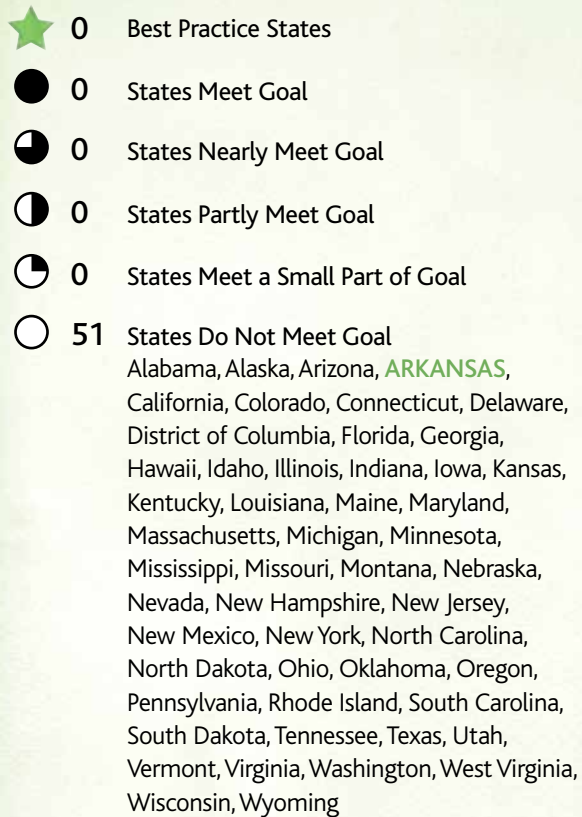 0 Best Practice States
0 States Meet Goal
0 States Nearly Meet Goal
0 States Partly Meet Goal
0 States Meet a Small Part of Goal
51 States Do Not Meet Goal
Alabama, Alaska, Arizona, ARKANSAS,
California, Colorado, Connecticut, Delaware,
District of Columbia, Florida, Georgia,
Hawaii, Idaho, Illinois, Indiana, Iowa, Kansas,
Kentucky, Louisiana, Maine, Maryland,
Massachusetts, Michigan, Minnesota,
Mississippi, Missouri, Montana, Nebraska,
Nevada, New Hampshire, New Jersey,
New Mexico, New York, North Carolina,
North Dakota, Ohio, Oklahoma, Oregon,
Pennsylvania, Rhode Island, South Carolina,
South Dakota, Tennessee, Texas, Utah,
Vermont, Virginia, Washington, West Virginia,
Wisconsin, Wyoming